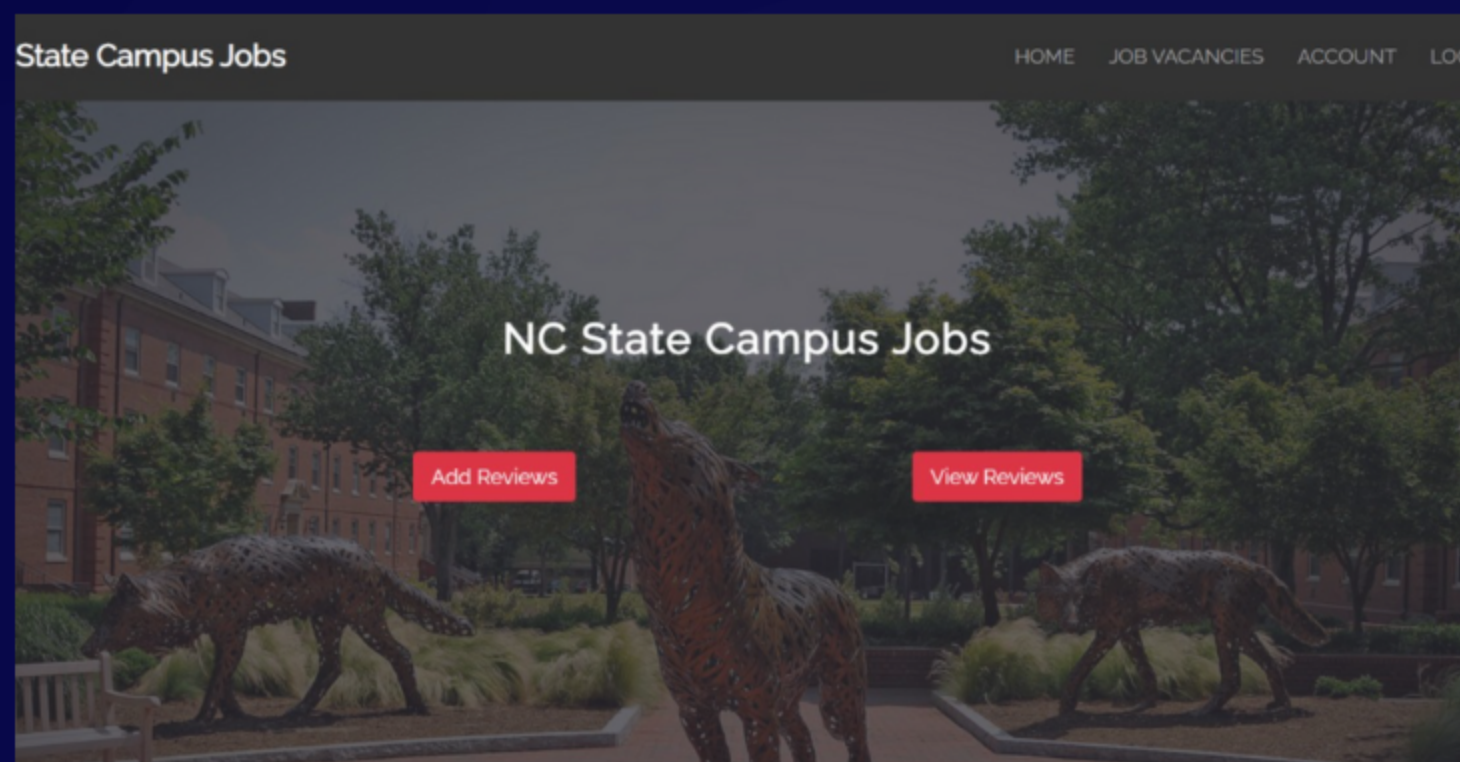 State Campus Jobs
HOME JOB VACANCIES ACCOUNT
NC State Campus Jobs
Add Reviews
View Reviews